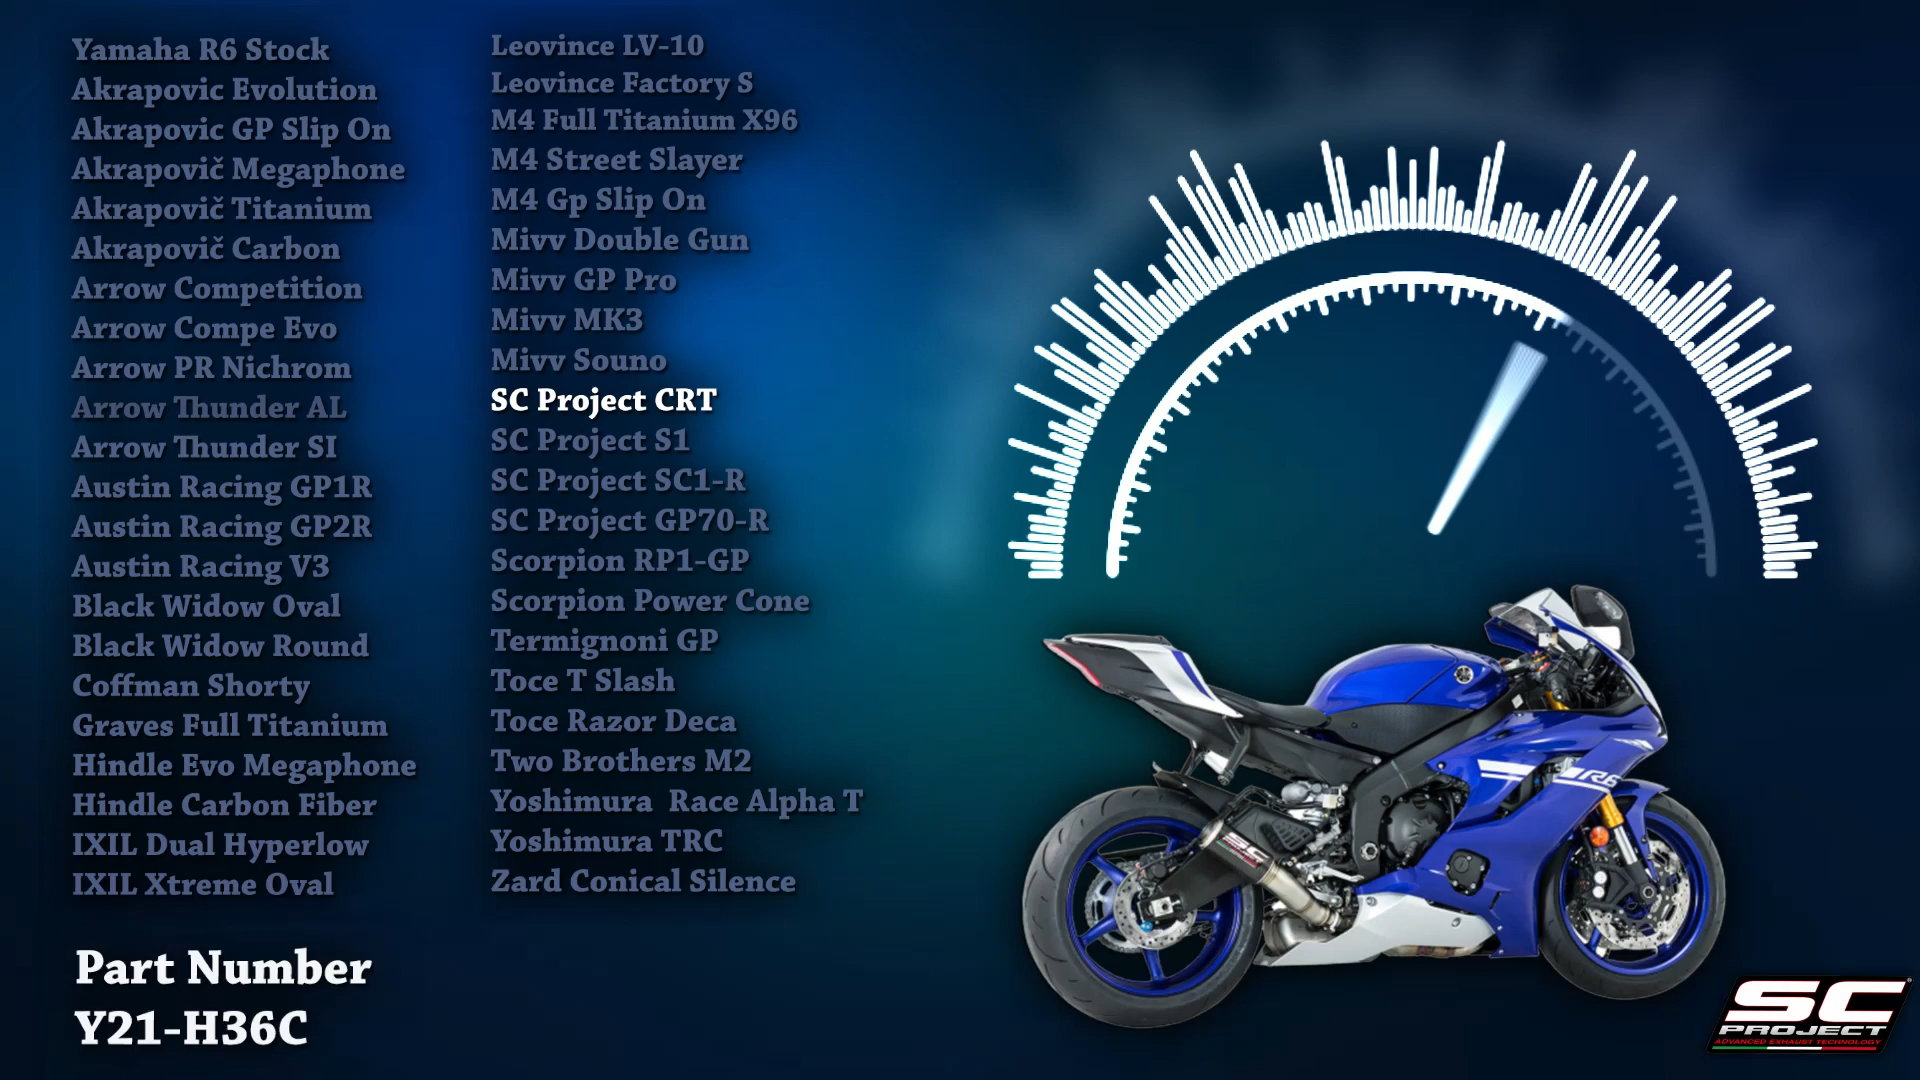 Yamaha R6 Stock
Akrapovic Evolution
Akrapovic GP Slip On
Akrapovič Megaphone
Akrapovič Titanium
Akrapovič Carbon
Arrow Competition
Arrow Compe Evo
Arrow PR Nichrom
Arrow Thunder AL
Arrow Thunder SI
Austin Racing GP1R
Austin Racing GP2R
Austin Racing V3
Black Widow Oval
Black Widow Round
Coffman Shorty
Graves Full Titanium
Hindle Evo Megaphone
Hindle Carbon Fiber
IXIL Dual Hyperlow
IXIL Xtreme Oval
Leovince LV-10
Leovince Factory S
M4 Full Titanium X96
M4 Street Slayer
M4 Gp Slip On
Mivv Double Gun
Mivv GP Pro
Mivv MK3
Mivv Souno
SC Project CRT
SC Project S1
SC Project SC1-R
SC Project GP70-R
Scorpion RP1-GP
Scorpion Power Cone
Termignoni GP
Toce T Slash
Toce Razor Deca
Two Brothers M2
Yoshimura  Race Alpha T
Yoshimura TRC
Zard Conical Silence
Part Number
Y21-H36C
R6
SC
SC
PROJECT
ADVANCED EXHAUST TECHNOLOGY